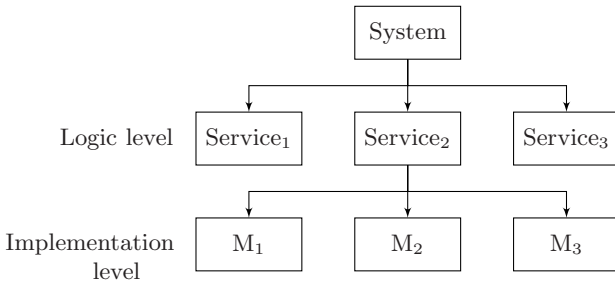 System
Logic level Service₁ Service₂ Service₃
Implementation M₁ M₂ M₃
level